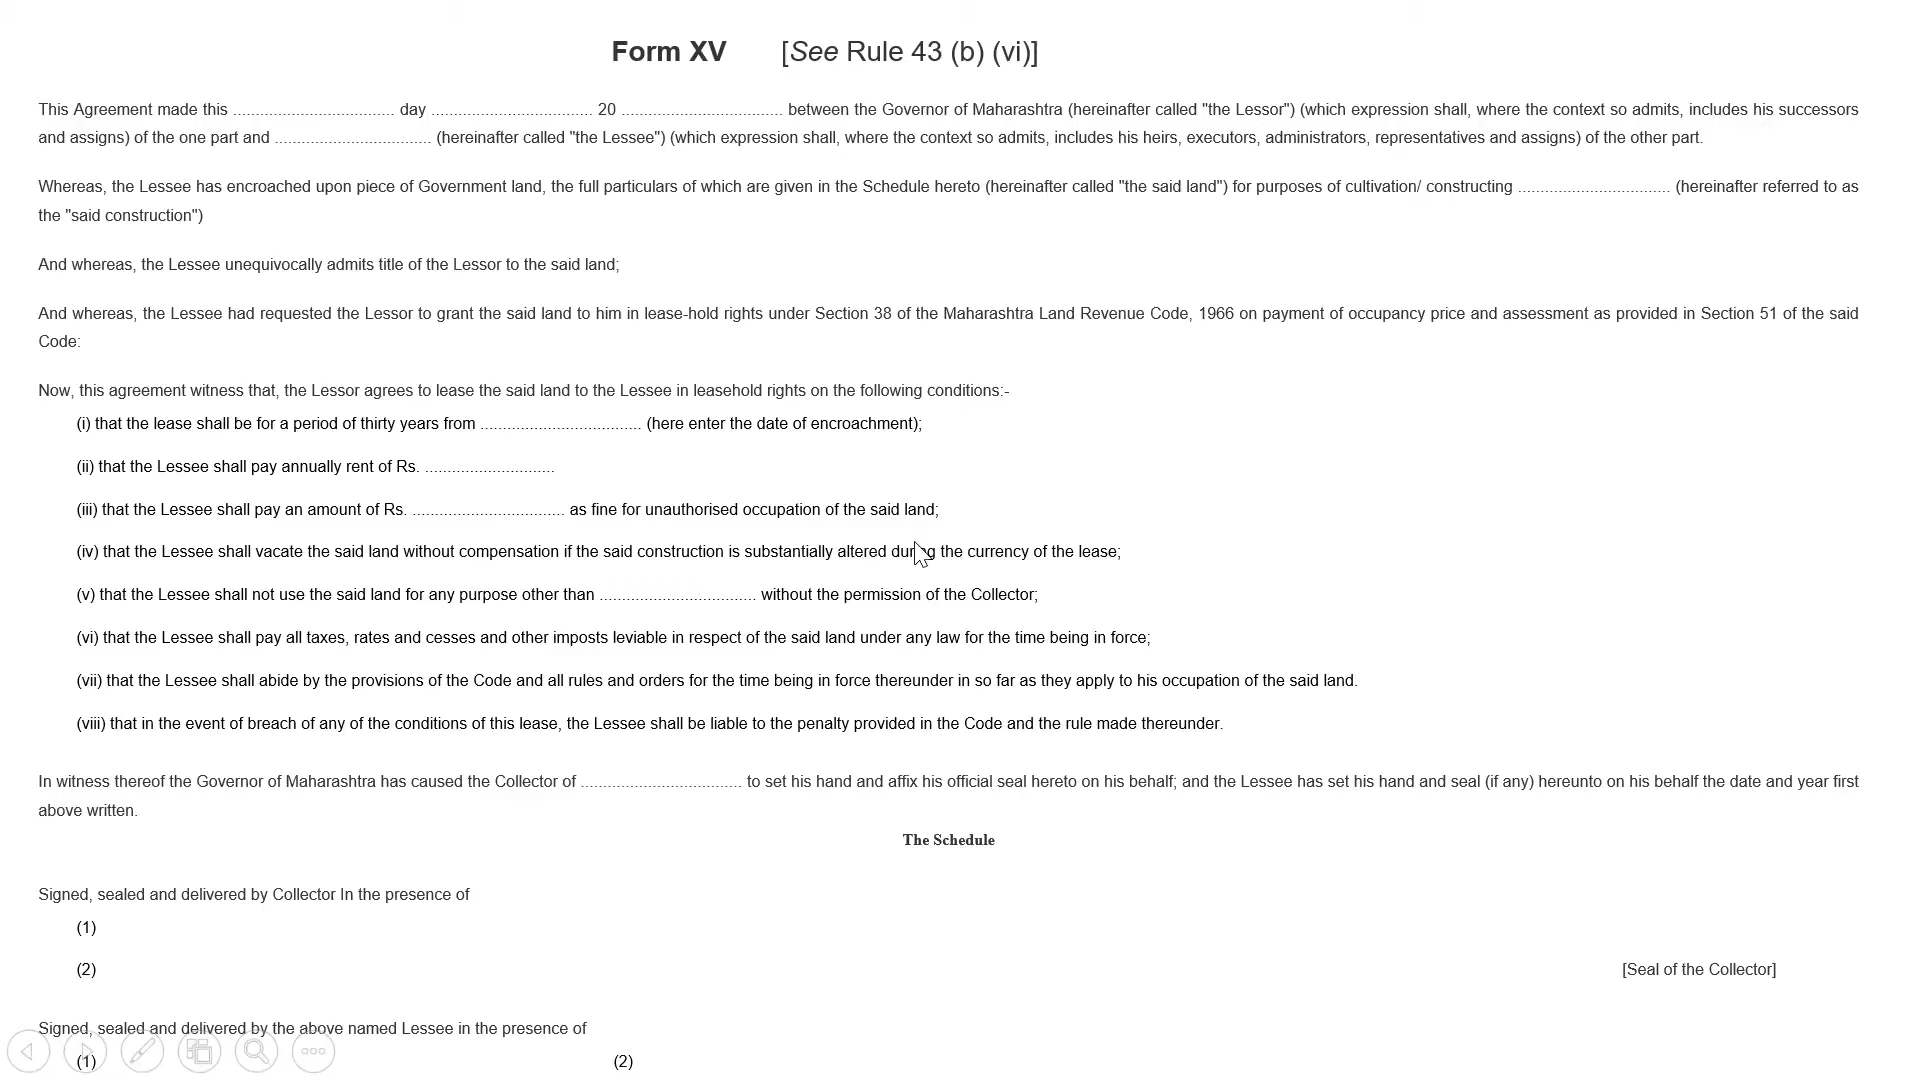 Form XV [See Rule 43 (b) (vi)]
This Agreement made this .................................... day .................................... 20 .................................... between the Governor of Maharashtra (hereinafter called "the Lessor") (which expression shall, where the context so admits, includes his successors
and assigns) of the one part and ................................... (hereinafter called "the Lessee") (which expression shall, where the context so admits, includes his heirs, executors, administrators, representatives and assigns) of the other part.
Whereas, the Lessee has encroached upon piece of Government land, the full particulars of which are given in the Schedule hereto (hereinafter called "the said land") for purposes of cultivation/ constructing .................................. (hereinafter referred to as
the "said construction")
And whereas, the Lessee unequivocally admits title of the Lessor to the said land;
And whereas, the Lessee had requested the Lessor to grant the said land to him in lease-hold rights under Section 38 of the Maharashtra Land Revenue Code, 1966 on payment of occupancy price and assessment as provided in Section 51 of the said
Code:
Now, this agreement witness that, the Lessor agrees to lease the said land to the Lessee in leasehold rights on the following conditions:-
(i) that the lease shall be for a period of thirty years from .................................... (here enter the date of encroachment);
(ii) that the Lessee shall pay annually rent of Rs. .............................
(iii) that the Lessee shall pay an amount of Rs. .................................. as fine for unauthorised occupation of the said land;
(iv) that the Lessee shall vacate the said land without compensation if the said construction is substantially altered during the currency of the lease;
(v) that the Lessee shall not use the said land for any purpose other than ................................... without the permission of the Collector;
(vi) that the Lessee shall pay all taxes, rates and cesses and other imposts leviable in respect of the said land under any law for the time being in force;
(vii) that the Lessee shall abide by the provisions of the Code and all rules and orders for the time being in force thereunder in so far as they apply to his occupation of the said land.
(viii) that in the event of breach of any of the conditions of this lease, the Lessee shall be liable to the penalty provided in the Code and the rule made thereunder.
In witness thereof the Governor of Maharashtra has caused the Collector of .................................... to set his hand and affix his official seal hereto on his behalf; and the Lessee has set his hand and seal (if any) hereunto on his behalf the date and year first
above written.
The Schedule
Signed, sealed and delivered by Collector In the presence of
(1)
(2) [Seal of the Collector]
Signed, sealed and delivered by the above named Lessee in the presence of
(1) (2)